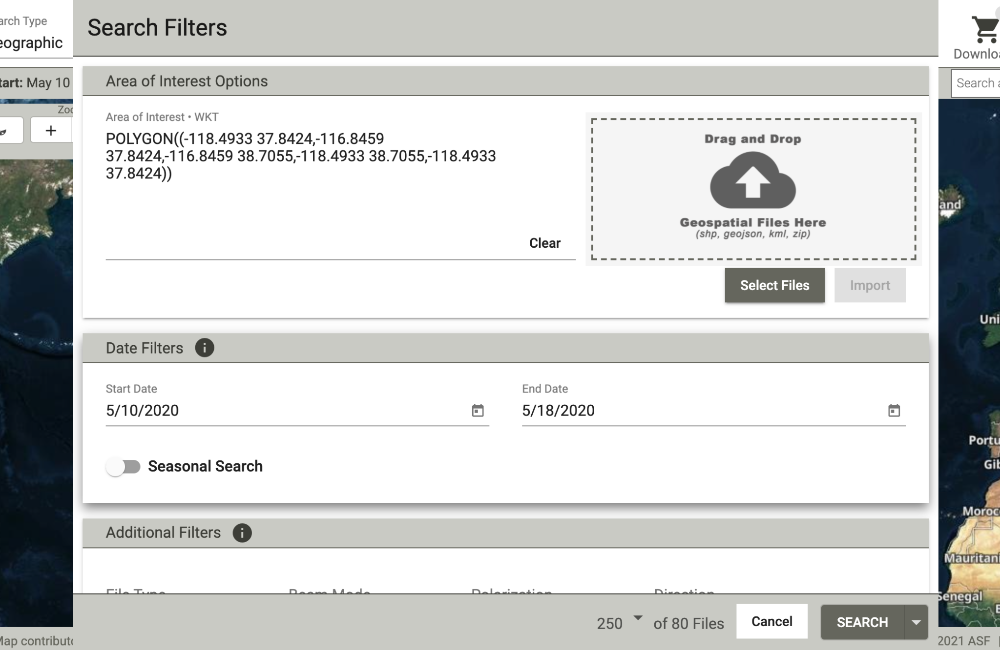 Search Filters
arch Type
eographic
Downloa
Area of Interest Options
tart: May 10
Search a
Zoo
+
Area of Interest • WKT
POLYGON((-118.4933 37.8424,-116.8459
37.8424,-116.8459 38.7055,-118.4933 38.7055,-118.4933
37.8424))
Clear
Drag and Drop
Geospatial Files Here
(shp, geojson, kml, zip)
Select Files
Import
and
Uni
Date Filters
Start Date
5/10/2020
End Date
5/18/2020
Seasonal Search
Portu
Gib
Moroc
Mauritani
Senegal
Additional Filters
File Type
Beam Mode
Polarization
Direction
250
of 80 Files
Cancel
SEARCH
Map contributo
2021 ASF